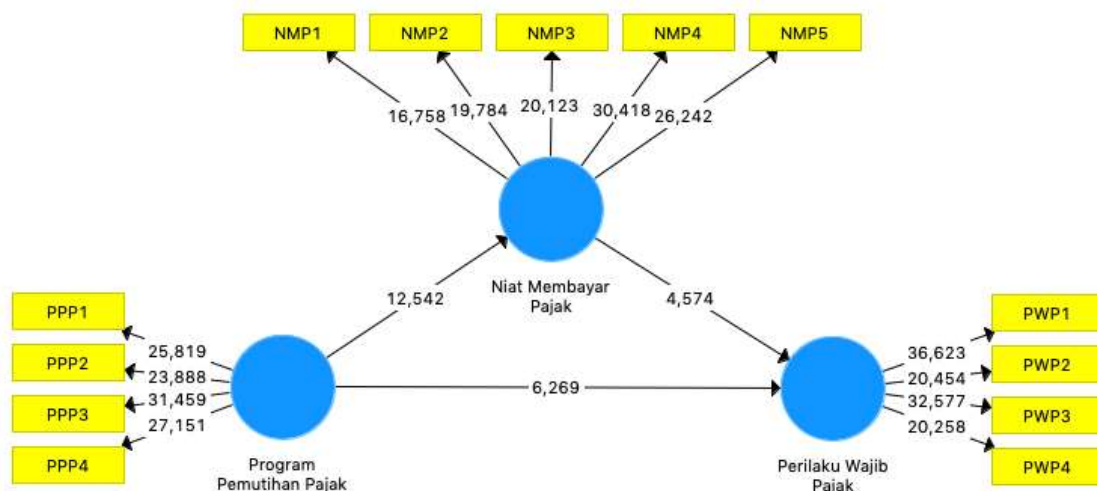 NMP1 NMP2 NMP3 NMP4 NMP5
16,758 19,784 20,123 30,418 26,242
Niat Membayar
Pajak
12,542 4,574
PPP1
PPP2
PPP3
PPP4
25,819
23,888
31,459
27,151
6,269
36,623
20,454
32,577
20,258
PWP1
PWP2
PWP3
PWP4
Program
Pemutihan Pajak
Perilaku Wajib
Pajak